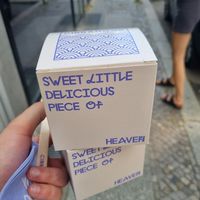 SWEET LITTLE
DELICIOUS
PIECE OF
HEAVEN
SWEET LITTLE
DELICIOUS
PIECE OF
HEAVEN